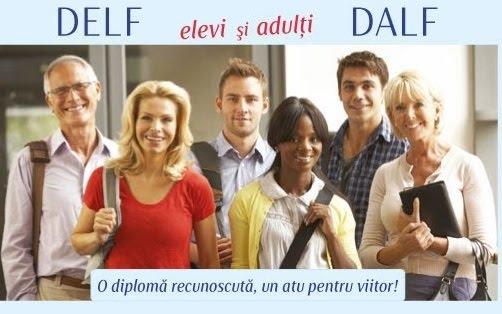 DELF elevi și adulți DALF
O diplomă recunoscută, un atu pentru viitor!